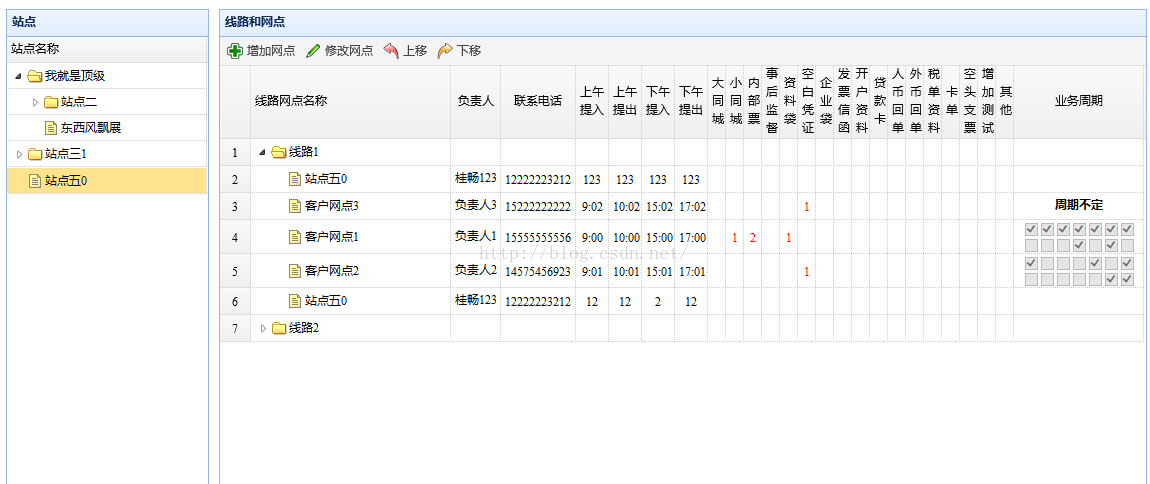 站点
站点名称
我就是顶级
站点二
东西风飘展
站点三1
站点五0
线路和网点
增加网点 修改网点 上移 下移
线路网点名称 负责人 联系电话 上午提入 上午提出 下午提入 下午提出 大同城 小同城 内部票 事后监督 资料袋 空白凭证 企业袋 发票信函 开户资料 贷款卡 人币回单 外币回单 税单资料 卡单 空头支票 增加测试 其他 业务周期
1 线路1
2 站点五0 桂畅123 12222223212 123 123 123 123
3 客户网点3 负责人3 15222222222 9:02 10:02 15:02 17:02 1 周期不定
4 客户网点1 负责人1 15555555556 9:00 10:00 15:00 17:00 1 2 1
http://blog.csdn.net/
5 客户网点2 负责人2 14575456923 9:01 10:01 15:01 17:01 1
6 站点五0 桂畅123 12222223212 12 12 2 12
7 线路2